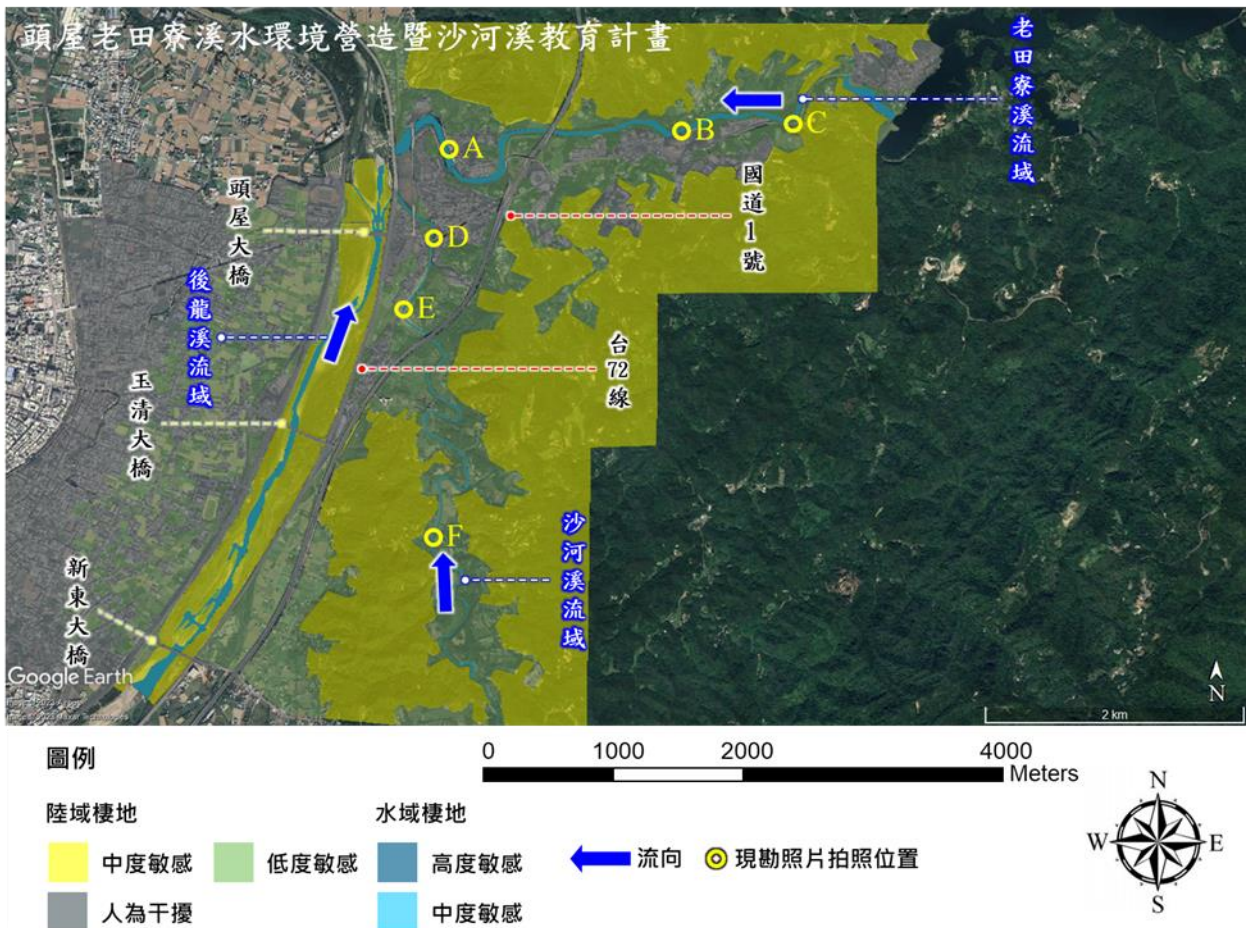 頭屋老田寮溪水環境營造暨沙河溪教育計畫
老田寮溪流域
A
B
C
國道1號
頭屋大橋
D
後龍溪流域
E
台72線
玉清大橋
F
沙河溪流域
新東大橋
Google Earth
N
2 km
圖例
0 1000 2000 4000
Meters
陸域棲地
水域棲地
中度敏感
低度敏感
高度敏感
流向
現勘照片拍照位置
人為干擾
中度敏感
N
W E
S